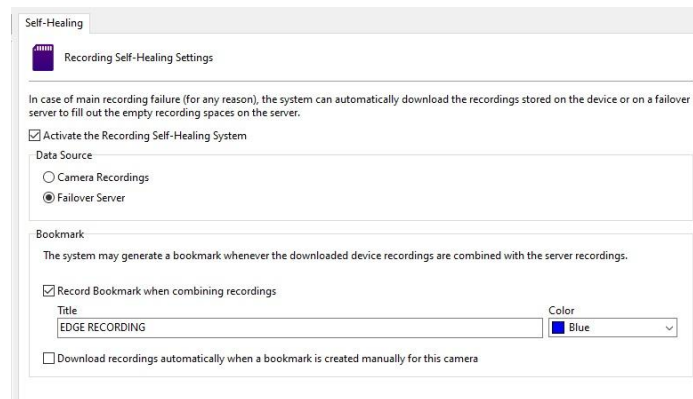 Self-Healing
Recording Self-Healing Settings
In case of main recording failure (for any reason), the system can automatically download the recordings stored on the device or on a failover
server to fill out the empty recording spaces on the server.
Activate the Recording Self-Healing System
Data Source
Camera Recordings
Failover Server
Bookmark
The system may generate a bookmark whenever the downloaded device recordings are combined with the server recordings.
Record Bookmark when combining recordings
Title Color
EDGE RECORDING Blue
Download recordings automatically when a bookmark is created manually for this camera